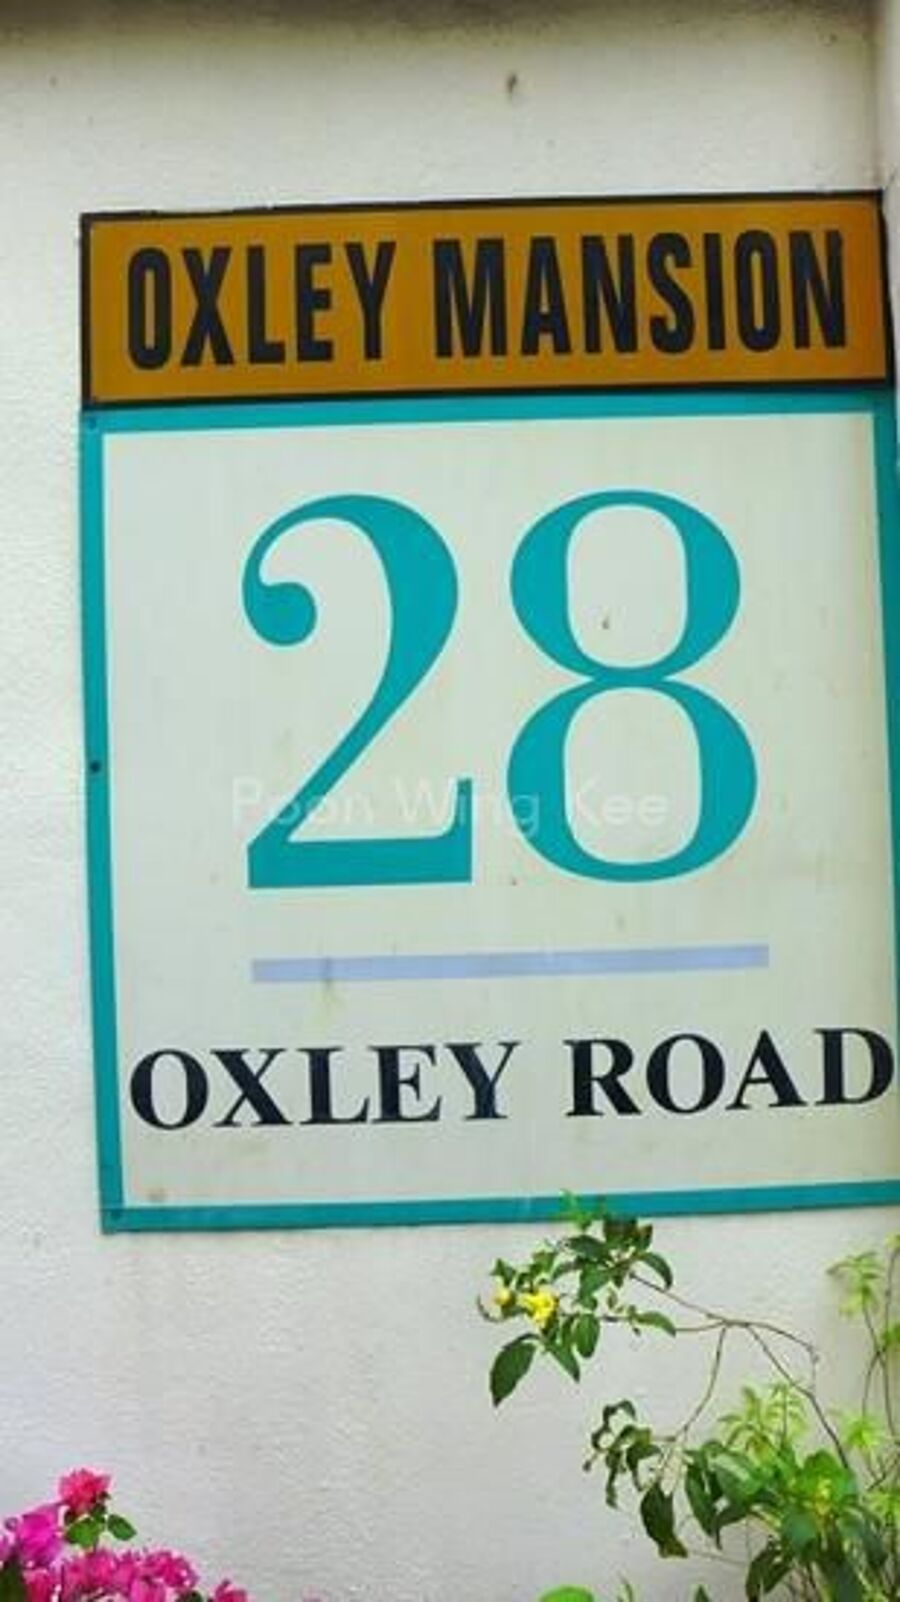 OXLEY MANSION
28
Poon Wing Kee
OXLEY ROAD